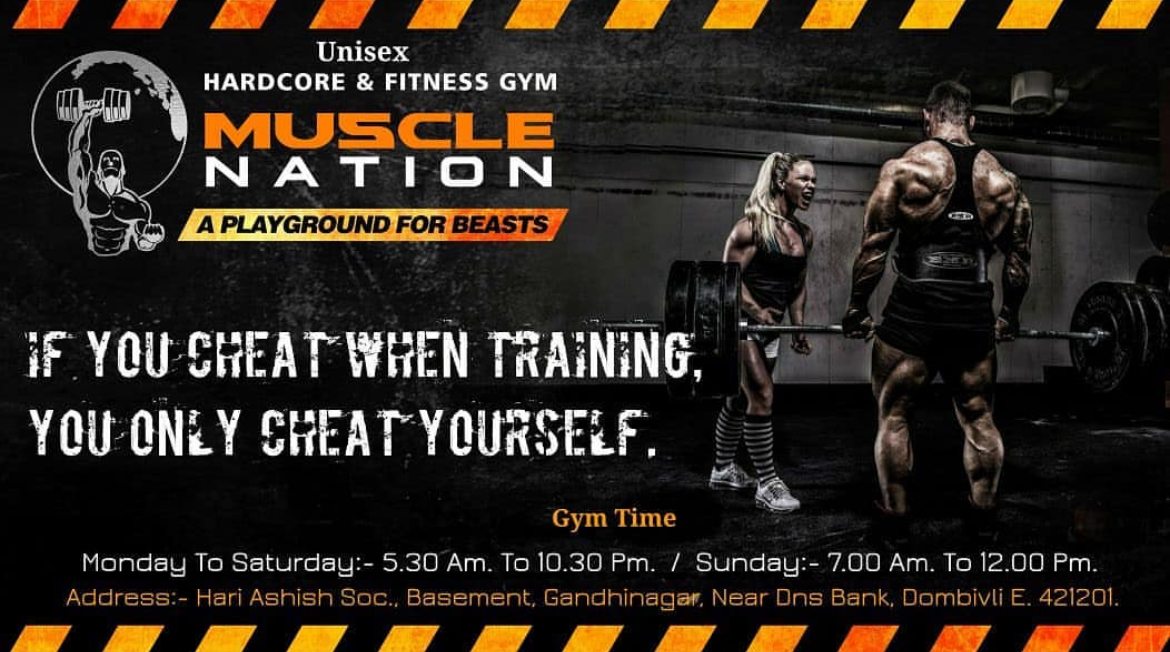 Unisex
HARDCORE & FITNESS GYM
MUSCLE
NATION
A PLAYGROUND FOR BEASTS
IF YOU CHEAT WHEN TRAINING,
YOU ONLY CHEAT YOURSELF.
Gym Time
Monday To Saturday:- 5.30 Am. To 10.30 Pm. / Sunday:- 7.00 Am. To 12.00 Pm.
Address:- Hari Ashish Soc., Basement, Gandhinagar, Near Dns Bank, Dombivli E. 421201.